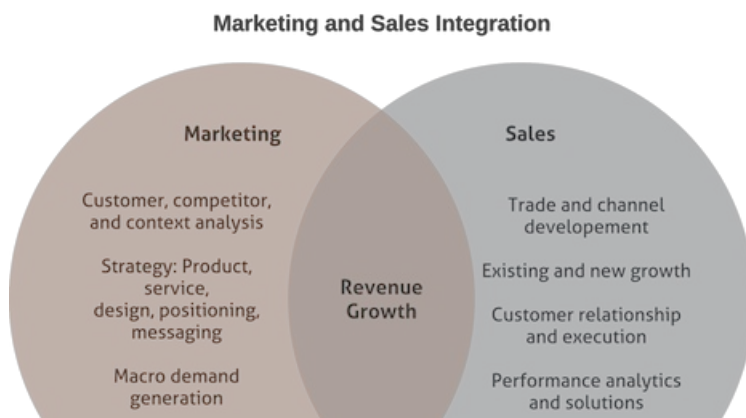 Marketing and Sales Integration
Marketing
Customer, competitor,
and context analysis
Strategy: Product,
service,
design, positioning,
messaging
Macro demand
generation
Revenue
Growth
Sales
Trade and channel
developement
Existing and new growth
Customer relationship
and execution
Performance analytics
and solutions